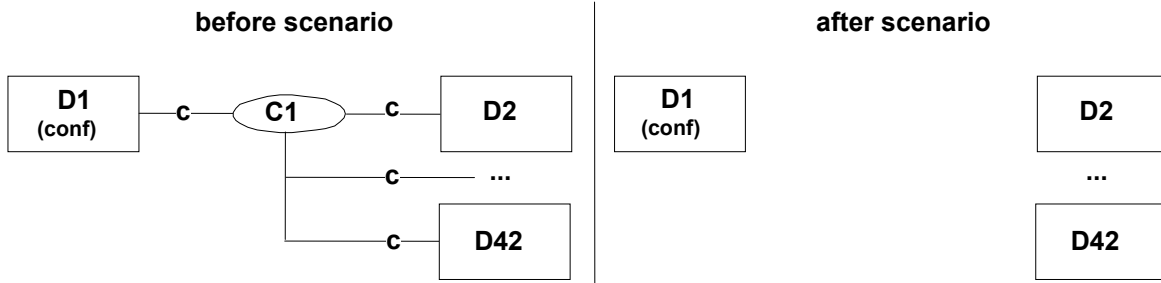 before scenario
after scenario
D1
(conf)
c
C1
c
D2
c
...
c
D42
D1
(conf)
D2
...
D42